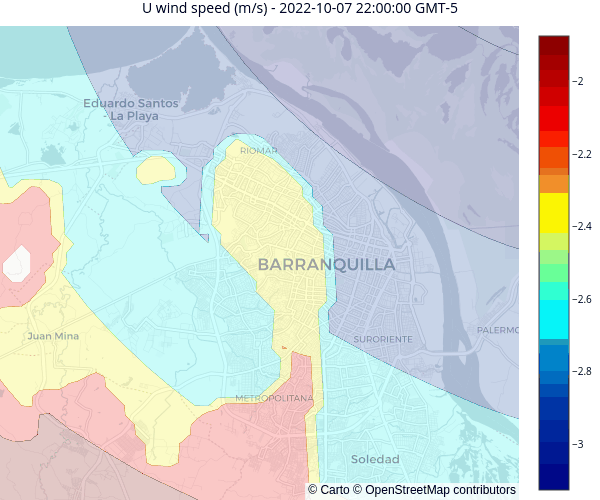 U wind speed (m/s) - 2022-10-07 22:00:00 GMT-5
−2
−2.2
−2.4
−2.6
−2.8
−3
Eduardo Santos
- La Playa
RIOMAR
BARRANQUILLA
Juan Mina
SURORIENTE
PALERMO
METROPOLITANA
Soledad
© Carto © OpenStreetMap contributors